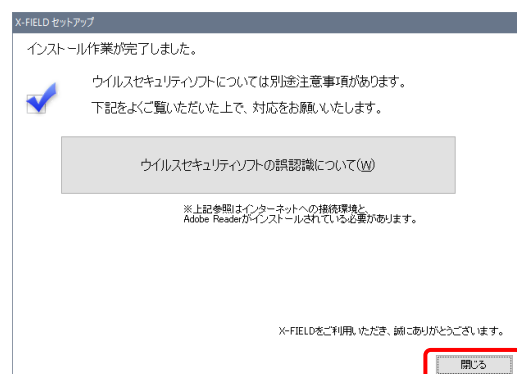 X-FIELD セットアップ
インストール作業が完了しました。
ウイルスセキュリティソフトについては別途注意事項があります。
下記をよくご覧いただいた上で、対応をお願いいたします。
ウイルスセキュリティソフトの誤認識について(W)
※上記参照はインターネットへの接続環境と、
Adobe Readerがインストールされている必要があります。
X-FIELDをご利用いただき、誠にありがとうございます。
閉じる